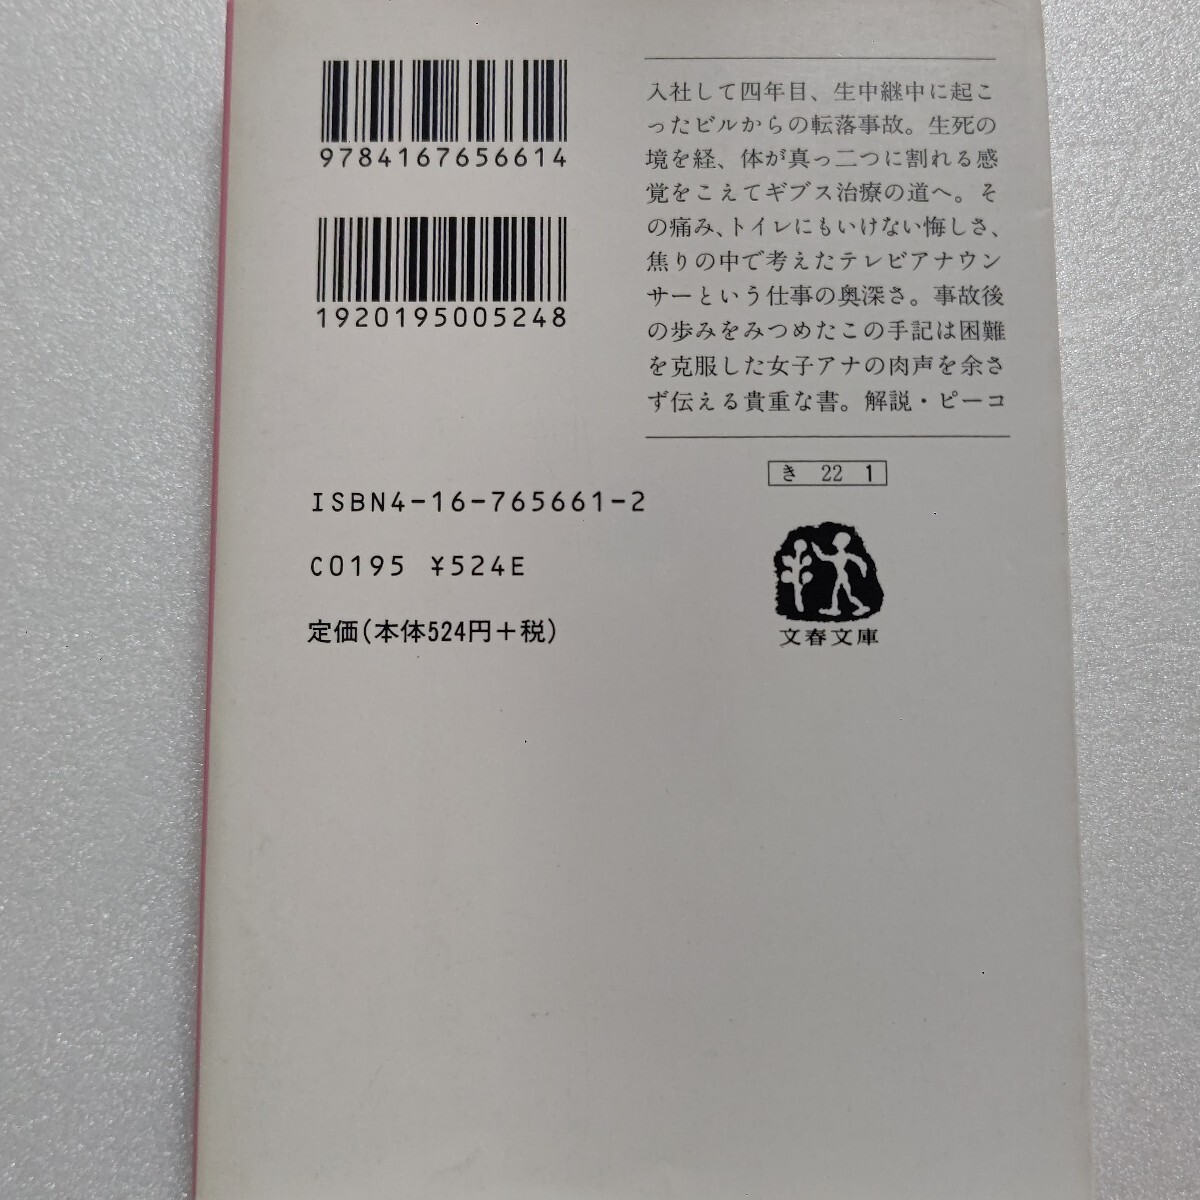 9784167656614
1920195005248
入社して四年目、生中継中に起こ
ったビルからの転落事故。生死の
境を経、体が真っ二つに割れる感
覚をこえてギブス治療の道へ。そ
の痛み、トイレにもいけない悔しさ、
焦りの中で考えたテレビアナウン
サーという仕事の奥深さ。事故後
の歩みをみつめたこの手記は困難
を克服した女子アナの肉声を余さ
ず伝える貴重な書。解説・ピーコ
き 22 1
ISBN4-16-765661-2
C0195 ¥524E
定価(本体524円+税)
文春文庫